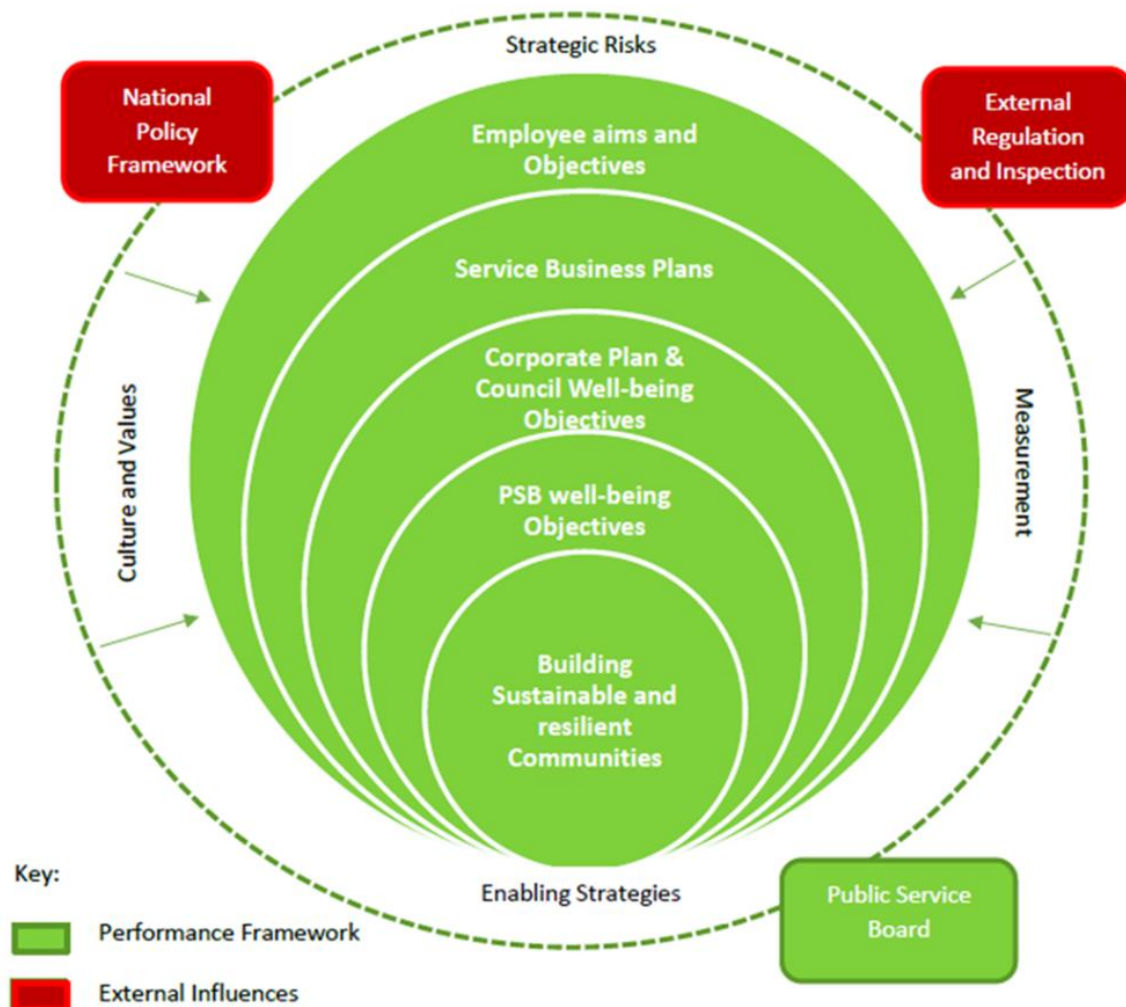 Strategic Risks
National
Policy
Framework
External
Regulation
and Inspection
Employee aims and
Objectives
Service Business Plans
Corporate Plan &
Council Well-being
Objectives
Culture and Values
Measurement
PSB well-being
Objectives
Building
Sustainable and
resilient
Communities
Enabling Strategies
Public Service
Board
Key:
Performance Framework
External Influences